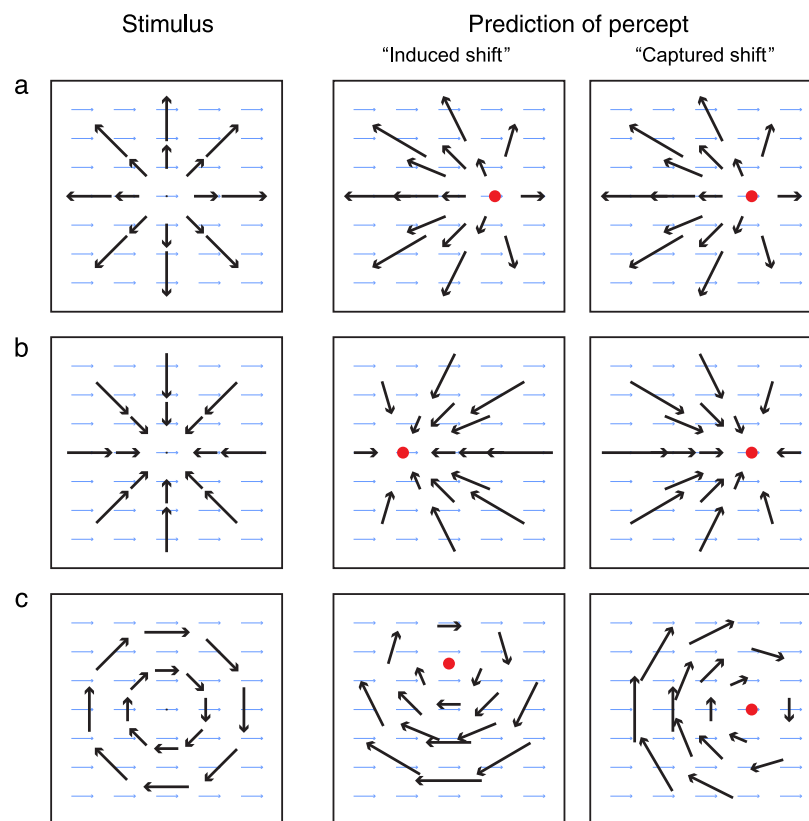 Stimulus
Prediction of percept
“Induced shift”
“Captured shift”
a
b
c